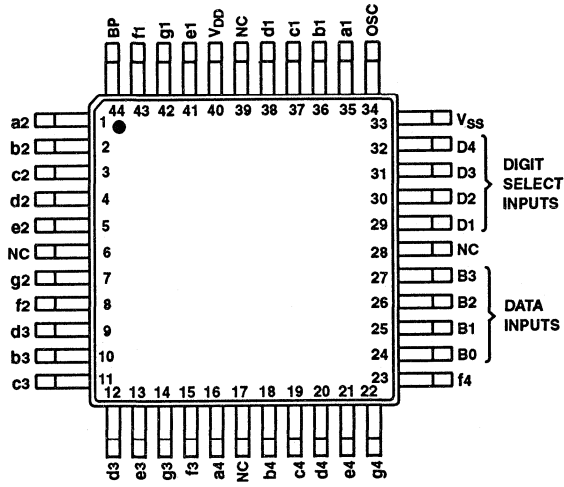 BP f1 g1 e1 VDD NC d1 c1 b1 a1 OSC
44 43 42 41 40 39 38 37 36 35 34
a2 1 33 VSS
b2 2 32 D4
c2 3 31 D3
d2 4 30 D2
e2 5 29 D1
DIGIT
SELECT
INPUTS
NC 6 28 NC
g2 7 27 B3
f2 8 26 B2
d3 9 25 B1
b3 10 24 B0
DATA
INPUTS
c3 11 23 f4
12 13 14 15 16 17 18 19 20 21 22
d3 e3 g3 f3 a4 NC b4 c4 d4 e4 g4